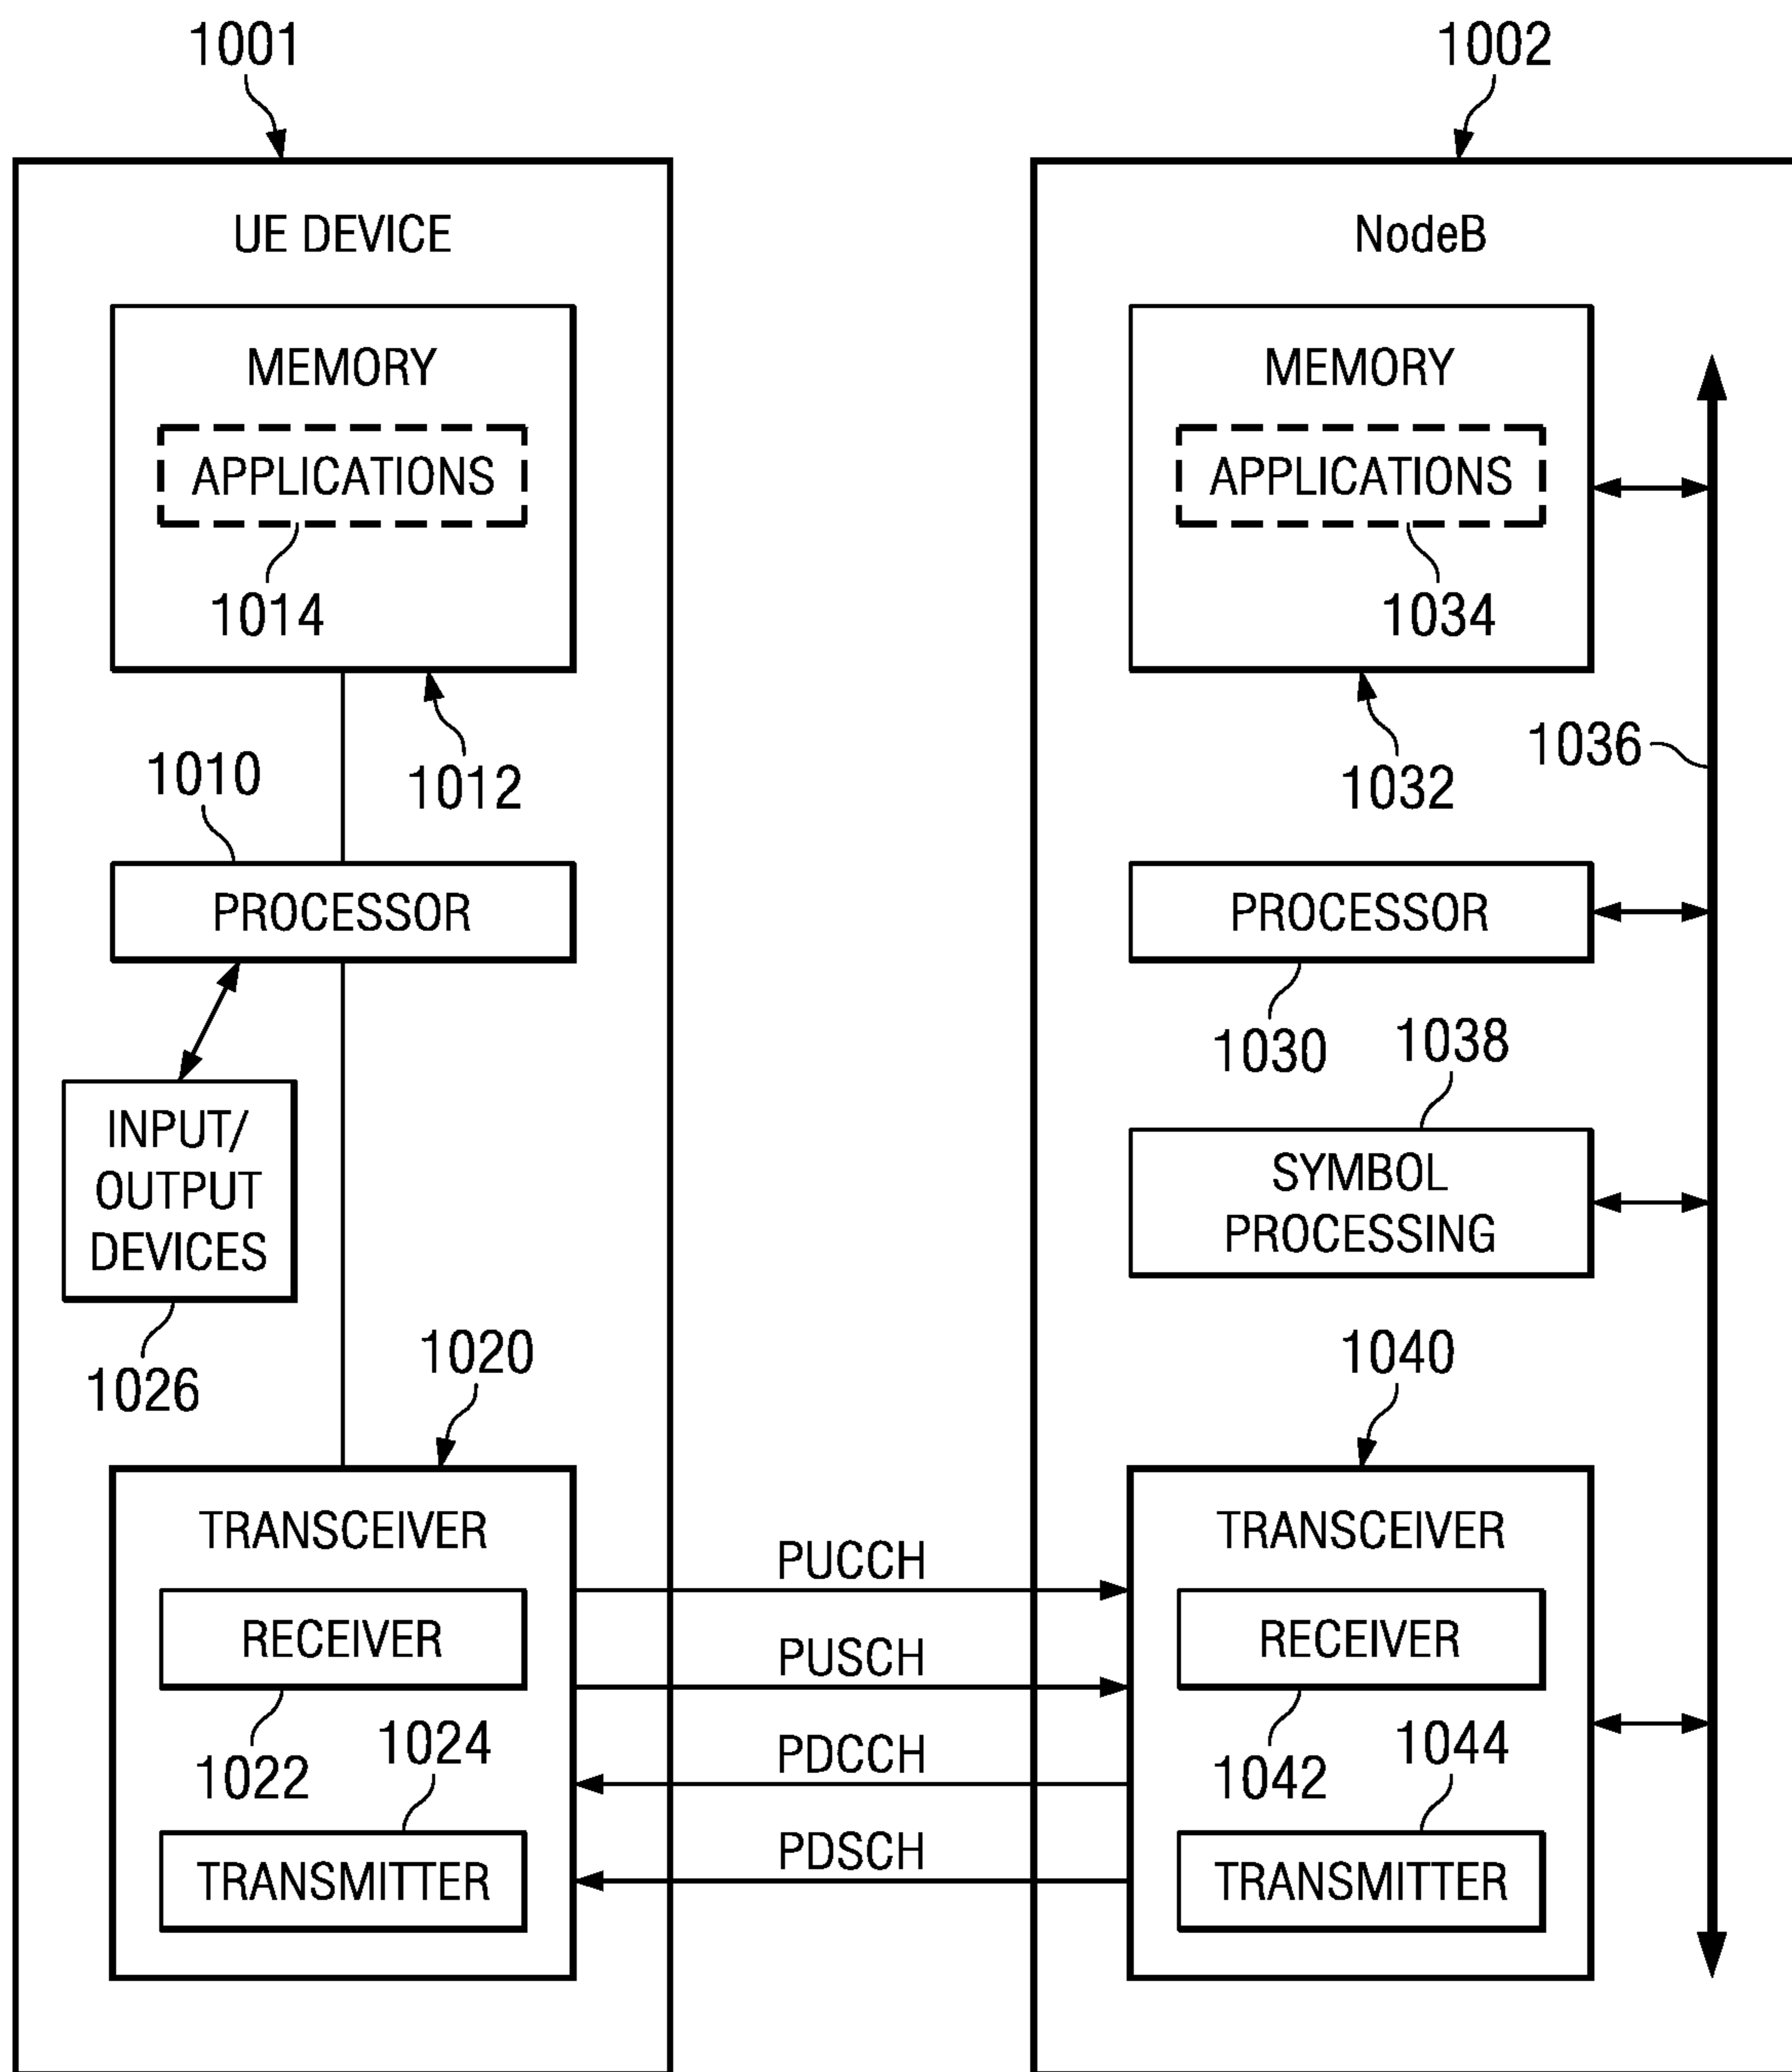 1001
1002
UE DEVICE
NodeB
MEMORY
APPLICATIONS
1014
MEMORY
APPLICATIONS
1034
1010
1012
1032
1036
PROCESSOR
PROCESSOR
1030
1038
INPUT/
OUTPUT
DEVICES
1026
SYMBOL
PROCESSING
1020
1040
TRANSCEIVER
RECEIVER
1022
1024
TRANSMITTER
PUCCH
PUSCH
PDCCH
PDSCH
TRANSCEIVER
RECEIVER
1042
1044
TRANSMITTER